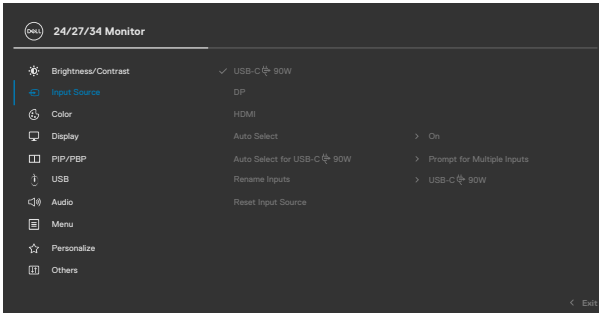 DELL 24/27/34 Monitor
Brightness/Contrast USB-C 90W
Input Source DP
Color HDMI
Display Auto Select On
PIP/PBP Auto Select for USB-C 90W Prompt for Multiple Inputs
USB Rename Inputs USB-C 90W
Audio Reset Input Source
Menu
Personalize
Others
Exit